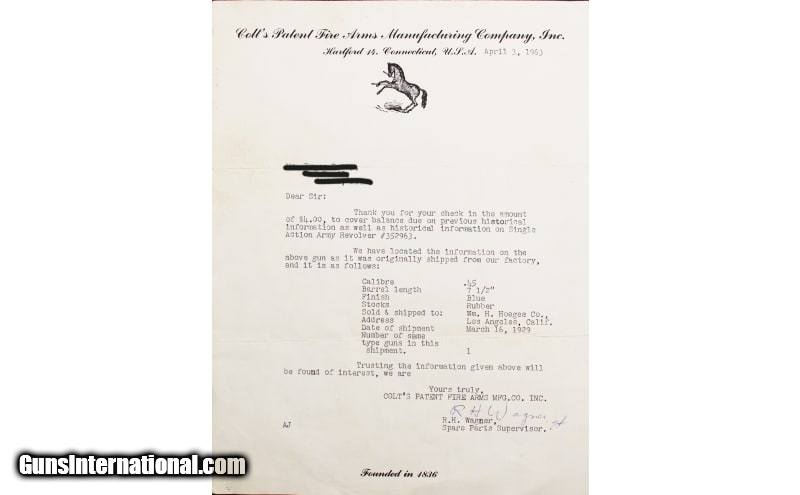 Colt's Patent Fire Arms Manufacturing Company, Inc.
Hartford 14, Connecticut, U.S.A. April 3, 1963
Dear Sir:
Thank you for your check in the amount
of $4.00, to cover balance due on previous historical
information as well as historical information on Single
Action Army Revolver #352963.
We have located the information on the
above gun as it was originally shipped from our factory,
and it is as follows:
Calibre .45
Barrel length 7 1/2"
Finish Blue
Stocks Rubber
Sold & shipped to: Wm. H. Hoegee Co.,
Address Los Angeles, Calif.
Date of shipment March 16, 1929
Number of same
type guns in this
shipment. 1
Trusting the information given above will
be found of interest, we are
Yours truly,
COLT'S PATENT FIRE ARMS MFG.CO. INC.
R H Wagner
R.H. Wagner,
AJ Spare Parts Supervisor.
GunsInternational.com
Founded in 1836